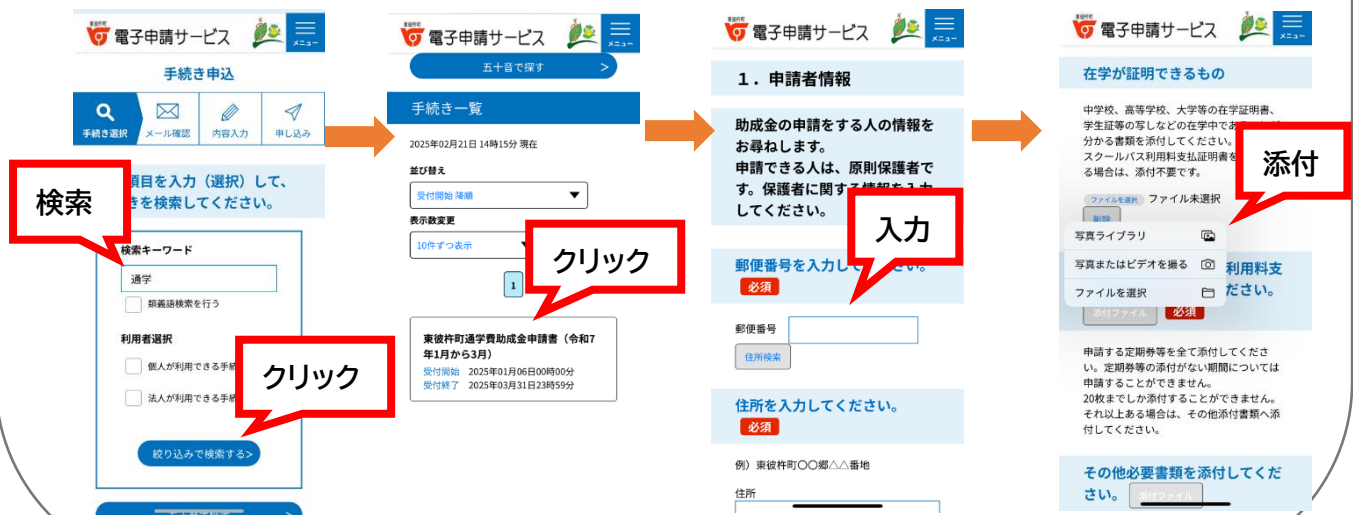 東彼杵町
電子申請サービス
メニュー
手続き申込
手続き選択
メール確認
内容入力
申し込み
検索
項目を入力（選択）して、
きを検索してください。
検索キーワード
通学
類義語検索を行う
利用者選択
個人が利用できる手続
法人が利用できる手続
クリック
絞り込みで検索する>
東彼杵町
電子申請サービス
メニュー
五十音で探す >
手続き一覧
2025年02月21日 14時15分 現在
並び替え
受付開始 降順 ▼
表示数変更
10件ずつ表示
クリック
1
東彼杵町通学費助成金申請書（令和7
年1月から3月）
受付開始 2025年01月06日00時00分
受付終了 2025年03月31日23時59分
東彼杵町
電子申請サービス
メニュー
1．申請者情報
助成金の申請をする人の情報を
お尋ねします。
申請できる人は、原則保護者で
す。保護者に関する情報を入力
してください。
入力
郵便番号を入力してください。
必須
郵便番号
住所検索
住所を入力してください。
必須
例）東彼杵町〇〇郷△△番地
住所
東彼杵町
電子申請サービス
メニュー
在学が証明できるもの
中学校、高等学校、大学等の在学証明書、
学生証等の写しなどの在学中であ
分かる書類を添付してください。
スクールバス利用料支払証明書を
る場合は、添付不要です。
添付
ファイルを選択 ファイル未選択
削除
写真ライブラリ
写真またはビデオを撮る
ファイルを選択
利用料支
ださい。
添付ファイル 必須
申請する定期券等を全て添付してくださ
い。定期券等の添付がない期間については
申請することができません。
20枚までしか添付することができません。
それ以上ある場合は、その他添付書類へ添
付してください。
その他必要書類を添付してくだ
さい。 添付ファイル